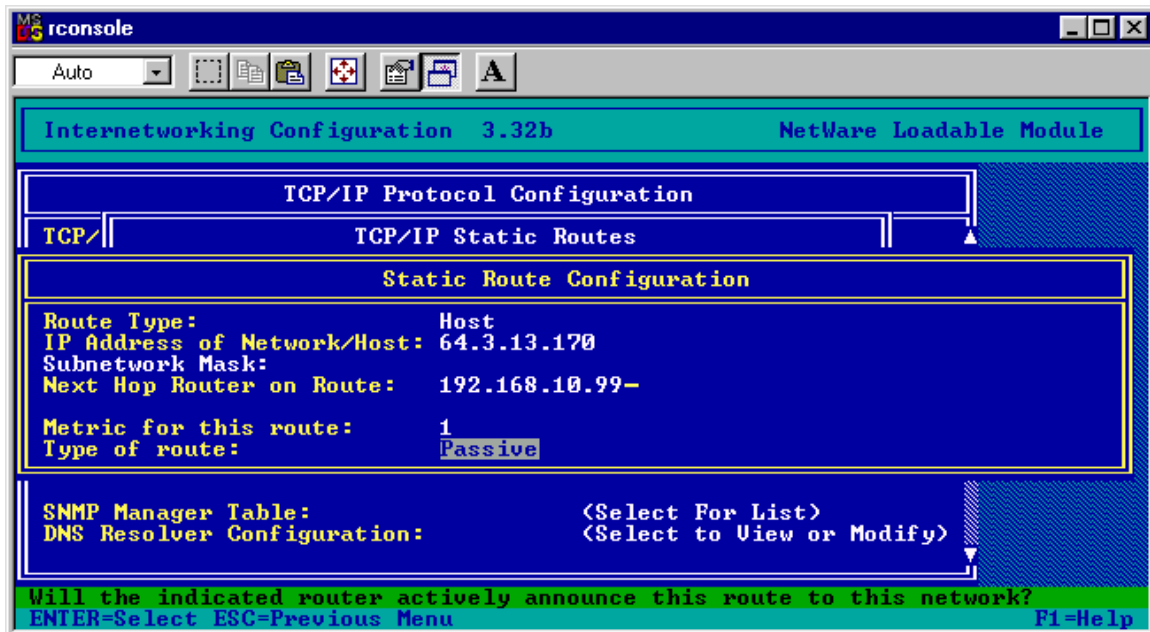 MS DS rconsole
Auto A
Internetworking Configuration 3.32b NetWare Loadable Module
TCP/IP Protocol Configuration
TCP/ TCP/IP Static Routes
Static Route Configuration
Route Type: Host
IP Address of Network/Host: 64.3.13.170
Subnetwork Mask:
Next Hop Router on Route: 192.168.10.99
Metric for this route: 1
Type of route: Passive
SNMP Manager Table: (Select For List)
DNS Resolver Configuration: (Select to View or Modify)
Will the indicated router actively announce this route to this network?
ENTER=Select ESC=Previous Menu F1=Help